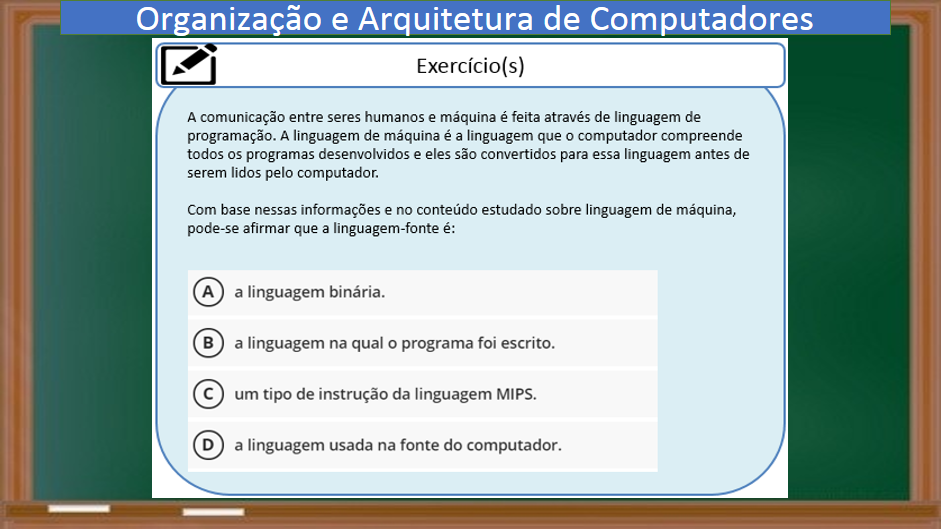 Organização e Arquitetura de Computadores
Exercício(s)
A comunicação entre seres humanos e máquina é feita através de linguagem de
programação. A linguagem de máquina é a linguagem que o computador compreende
todos os programas desenvolvidos e eles são convertidos para essa linguagem antes de
serem lidos pelo computador.
Com base nessas informações e no conteúdo estudado sobre linguagem de máquina,
pode-se afirmar que a linguagem-fonte é:
A a linguagem binária.
B a linguagem na qual o programa foi escrito.
C um tipo de instrução da linguagem MIPS.
D a linguagem usada na fonte do computador.